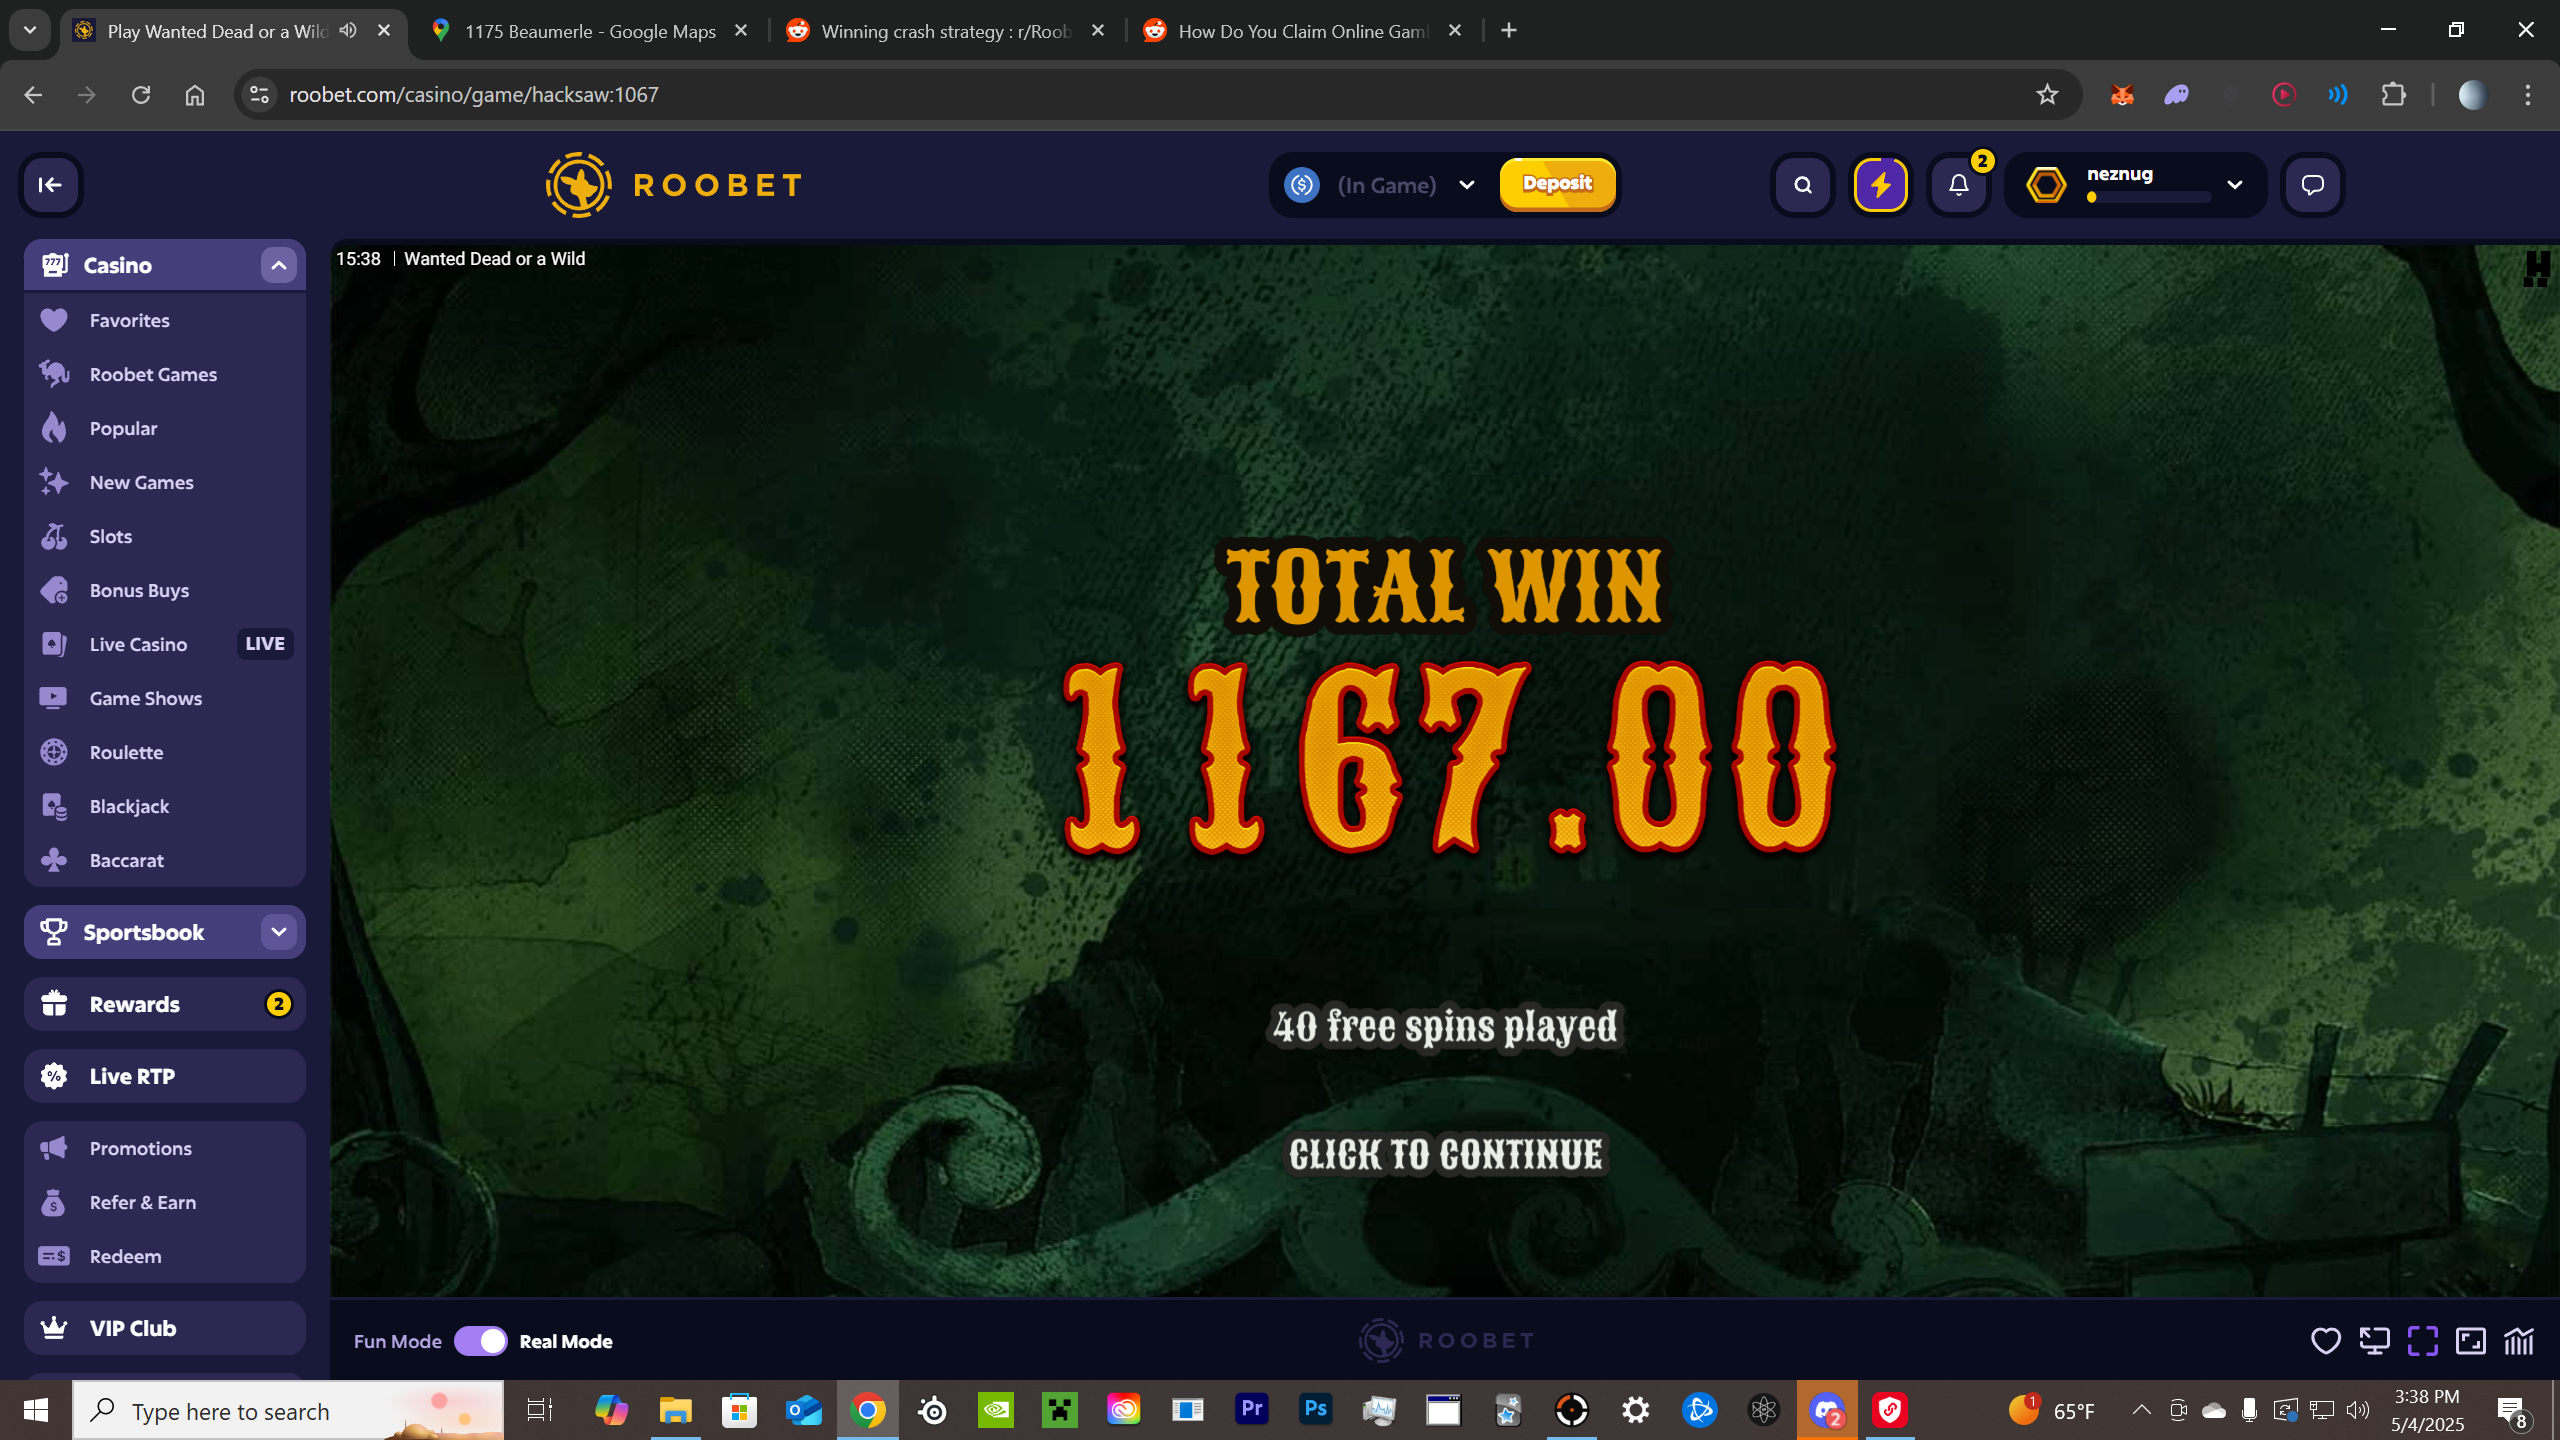 Play Wanted Dead or a Wild
1175 Beaumerle - Google Maps
Winning crash strategy : r/Roob
How Do You Claim Online Gam
roobet.com/casino/game/hacksaw:1067
ROOBET
(In Game)
Deposit
2
neznug
Casino
15:38 | Wanted Dead or a Wild
Favorites
Roobet Games
Popular
New Games
Slots
Bonus Buys
Live Casino LIVE
Game Shows
Roulette
Blackjack
Baccarat
Sportsbook
Rewards 2
Live RTP
Promotions
Refer & Earn
Redeem
VIP Club
TOTAL WIN
1167.00
40 free spins played
CLICK TO CONTINUE
Fun Mode Real Mode
ROOBET
Type here to search
Pr
Ps
2
1
65°F
3:38 PM
5/4/2025
8